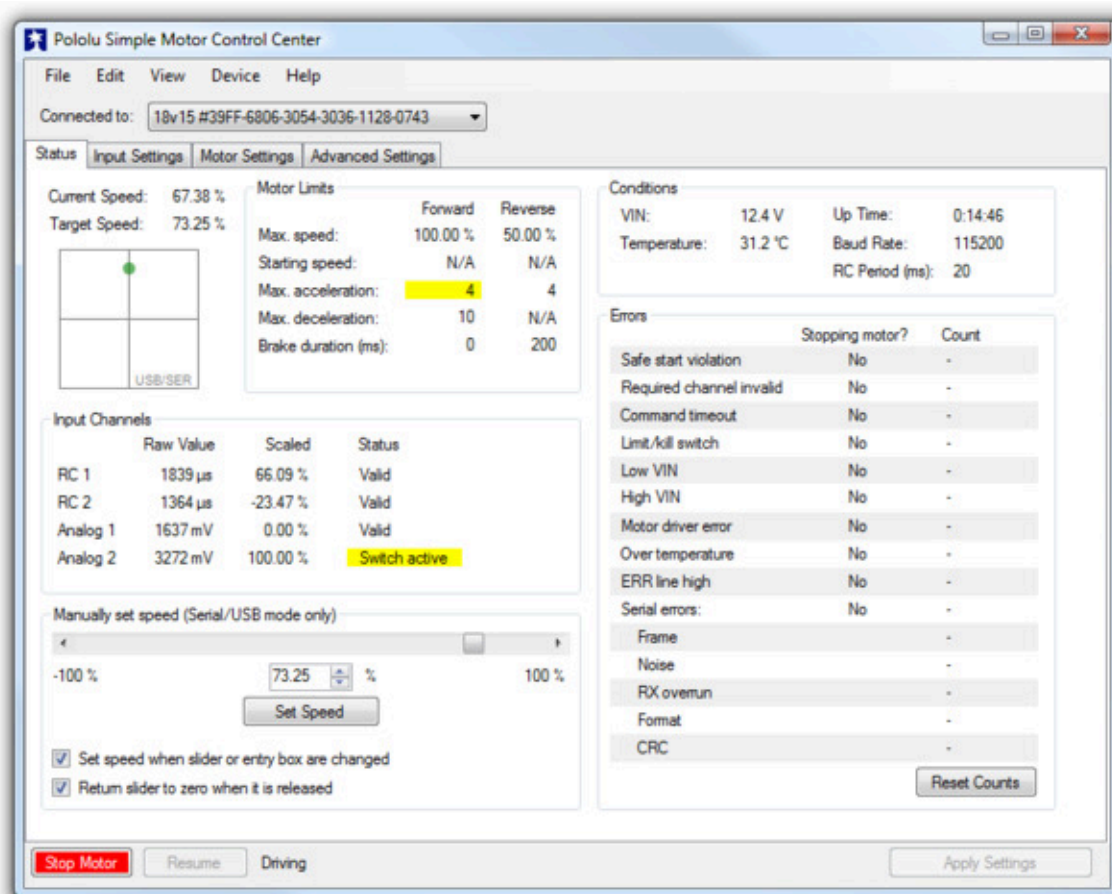 Pololu Simple Motor Control Center
File Edit View Device Help
Connected to: 18v15 #39FF-6806-3054-3036-1128-0743
Status Input Settings Motor Settings Advanced Settings
Current Speed: 67.38 %
Target Speed: 73.25 %
USB/SER
Motor Limits
Forward Reverse
Max. speed: 100.00 % 50.00 %
Starting speed: N/A N/A
Max. acceleration: 4 4
Max. deceleration: 10 N/A
Brake duration (ms): 0 200
Conditions
VIN: 12.4 V Up Time: 0:14:46
Temperature: 31.2 °C Baud Rate: 115200
RC Period (ms): 20
Input Channels
Raw Value Scaled Status
RC 1 1839 µs 66.09 % Valid
RC 2 1364 µs -23.47 % Valid
Analog 1 1637 mV 0.00 % Valid
Analog 2 3272 mV 100.00 % Switch active
Errors
Stopping motor? Count
Safe start violation No -
Required channel invalid No -
Command timeout No -
Limit/kill switch No -
Low VIN No -
High VIN No -
Motor driver error No -
Over temperature No -
ERR line high No -
Serial errors: No -
Frame -
Noise -
RX overrun -
Format -
CRC -
Reset Counts
Manually set speed (Serial/USB mode only)
-100 % 73.25 % 100 %
Set Speed
Set speed when slider or entry box are changed
Return slider to zero when it is released
Stop Motor Resume Driving Apply Settings